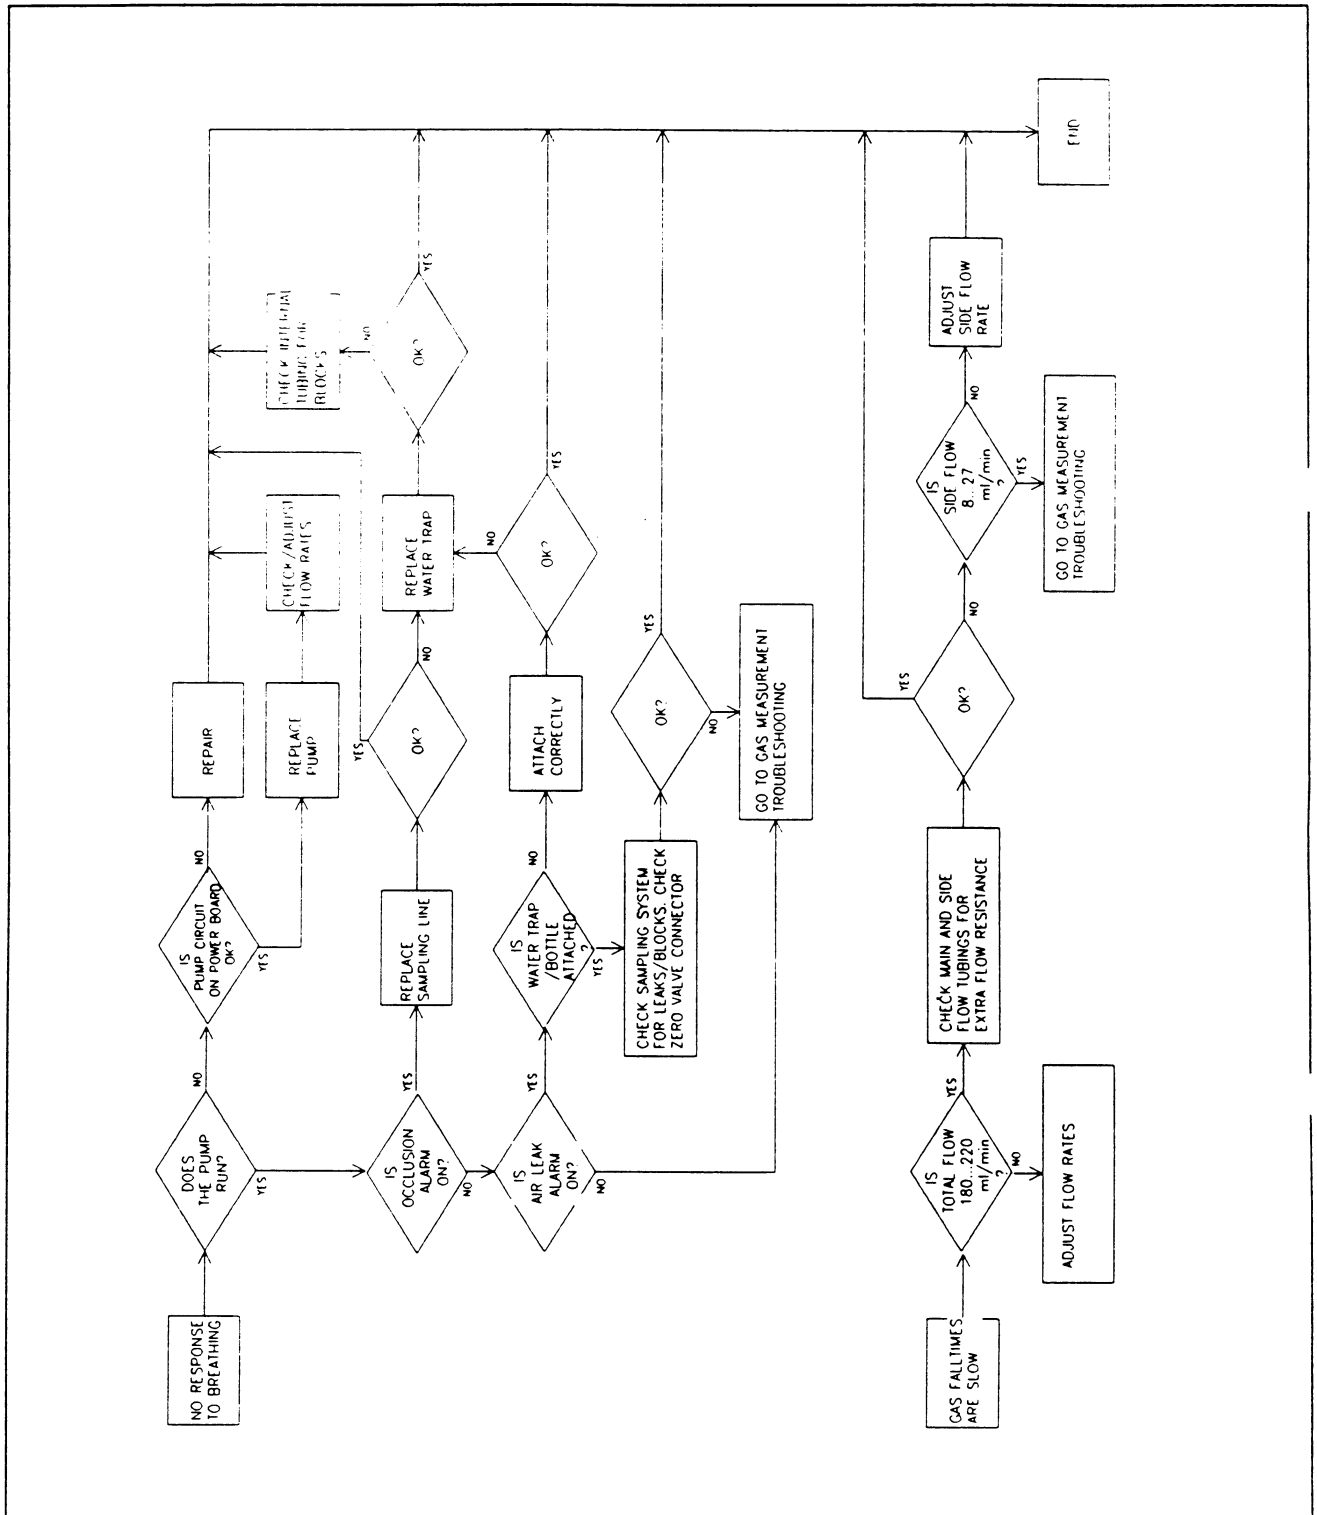 NO RESPONSE
TO BREATHING
DOES
THE PUMP
RUN?
NO
YES
IS
PUMP CIRCUIT
ON POWER BOARD
OK?
NO
YES
REPAIR
REPLACE
PUMP
CHECK/ADJUST
FLOW RATES
IS
OCCLUSION
ALARM
ON?
YES
NO
REPLACE
SAMPLING LINE
OK?
YES
NO
REPLACE
WATER TRAP
OK?
NO
YES
CHECK INTERNAL
TUBING FOR
BLOCKS
IS
AIR LEAK
ALARM
ON?
YES
NO
IS
WATER TRAP
/BOTTLE
ATTACHED
?
NO
YES
ATTACH
CORRECTLY
OK?
NO
YES
CHECK SAMPLING SYSTEM
FOR LEAKS/BLOCKS. CHECK
ZERO VALVE CONNECTOR
OK?
YES
NO
GO TO GAS MEASUREMENT
TROUBLESHOOTING
GAS FALLTIMES
ARE SLOW
IS
TOTAL FLOW
180...220
ml/min
?
YES
NO
ADJUST FLOW RATES
CHECK MAIN AND SIDE
FLOW TUBINGS FOR
EXTRA FLOW RESISTANCE
OK?
YES
NO
IS
SIDE FLOW
8...27
ml/min
?
NO
YES
ADJUST
SIDE FLOW
RATE
GO TO GAS MEASUREMENT
TROUBLESHOOTING
END